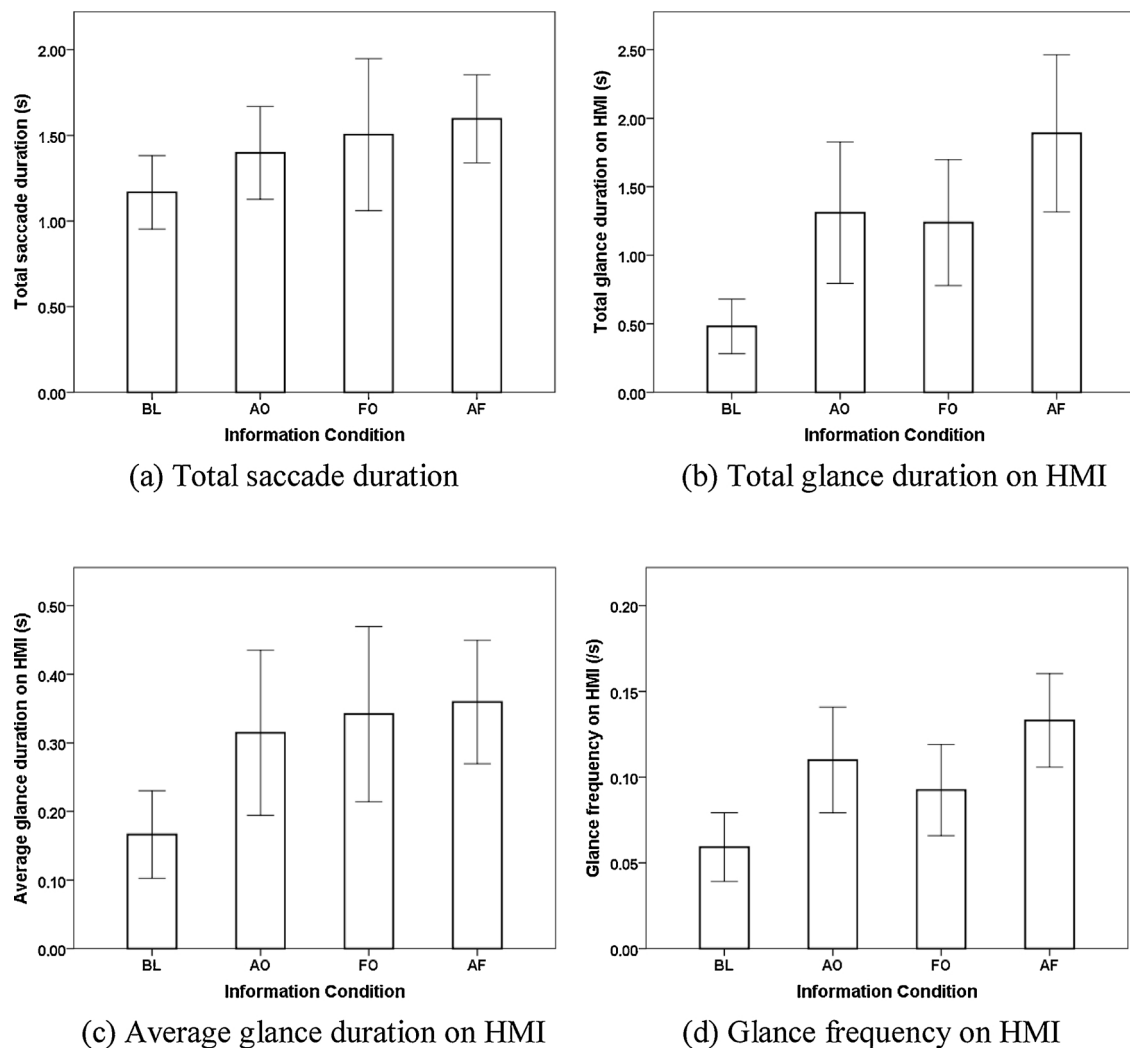 Total saccade duration (s)
2.00
1.50
1.00
0.50
0.00
BL AO FO AF
Information Condition
(a) Total saccade duration
Total glance duration on HMI (s)
2.50
2.00
1.50
1.00
0.50
0.00
BL AO FO AF
Information Condition
(b) Total glance duration on HMI
Average glance duration on HMI (s)
0.50
0.40
0.30
0.20
0.10
0.00
BL AO FO AF
Information Condition
(c) Average glance duration on HMI
Glance frequency on HMI (/s)
0.20
0.15
0.10
0.05
0.00
BL AO FO AF
Information Condition
(d) Glance frequency on HMI